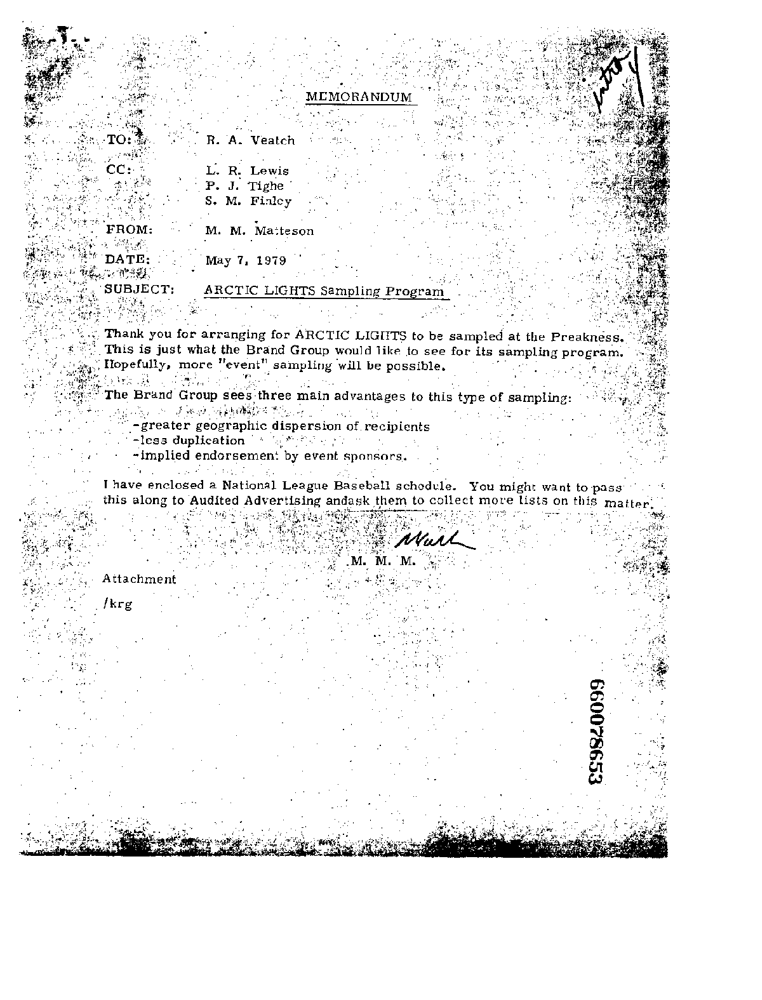 intro
MEMORANDUM
TO: R. A. Veatch
CC: L. R. Lewis
P. J. Tighe
S. M. Finley
FROM: M. M. Matteson
DATE: May 7, 1979
SUBJECT: ARCTIC LIGHTS Sampling Program
Thank you for arranging for ARCTIC LIGHTS to be sampled at the Preakness.
This is just what the Brand Group would like to see for its sampling program.
Hopefully, more "event" sampling will be possible.
The Brand Group sees three main advantages to this type of sampling:
-greater geographic dispersion of recipients
-less duplication
-implied endorsement by event sponsors.
I have enclosed a National League Baseball schedule. You might want to pass
this along to Audited Advertising andask them to collect more lists on this matter.
M. M. M.
Attachment
/krg
660078653